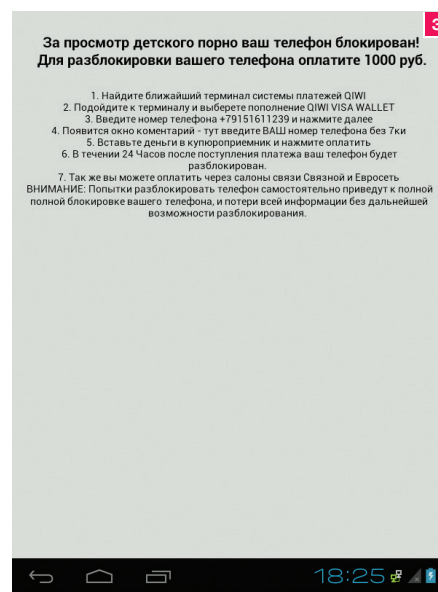 З
За просмотр детского порно ваш телефон блокирован!
Для разблокировки вашего телефона оплатите 1000 руб.
1. Найдите ближайший терминал системы платежей QIWI
2. Подойдите к терминалу и выберете пополнение QIWI VISA WALLET
3. Введите номер телефона +79151611239 и нажмите далее
4. Появится окно коментарий - тут введите ВАШ номер телефона без 7ки
5. Вставьте деньги в купюроприемник и нажмите оплатить
6. В течении 24 Часов после поступления платежа ваш телефон будет
разблокирован.
7. Так же вы можете оплатить через салоны связи Связной и Евросеть
ВНИМАНИЕ: Попытки разблокировать телефон самостоятельно приведут к полной
полной блокировке вашего телефона, и потери всей информации без дальнейшей
возможности разблокирования.
18:25